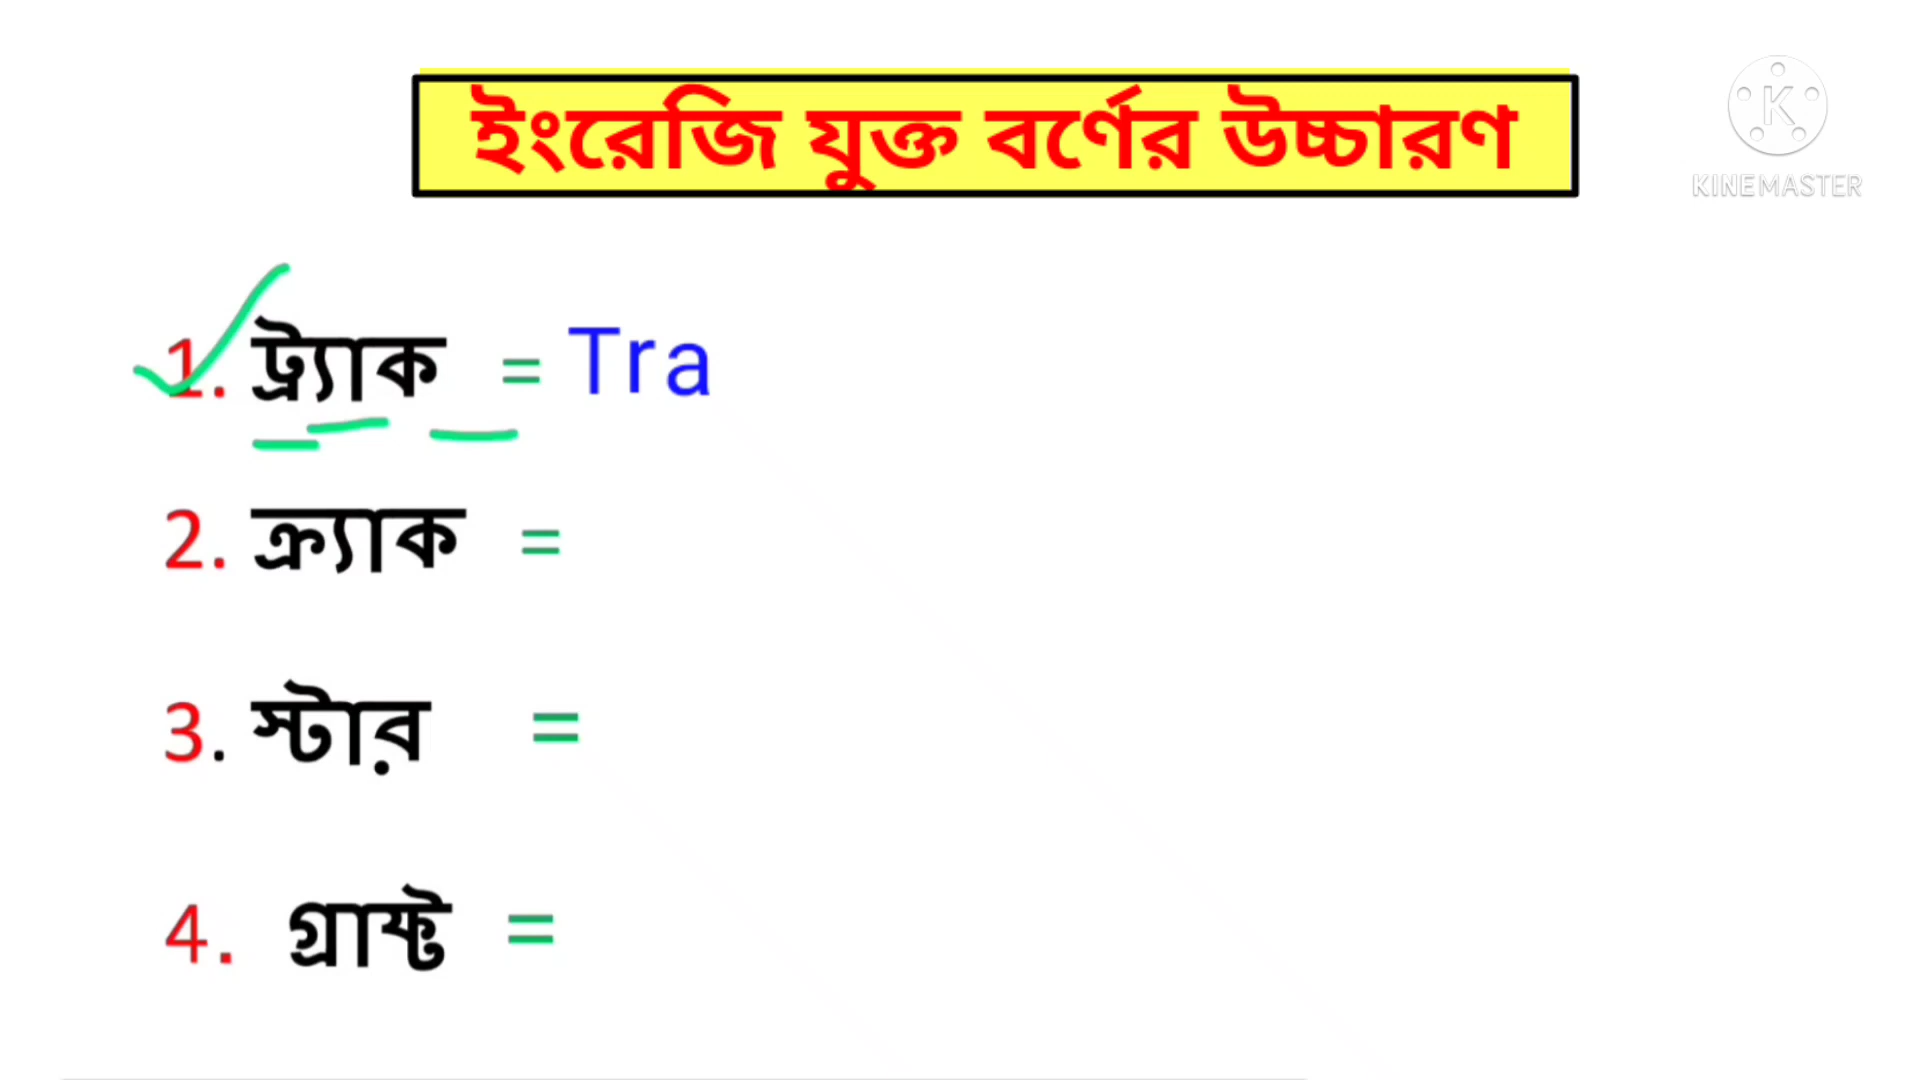 ইংরেজি যুক্ত বর্ণের উচ্চারণ
K
KINEMASTER
1. ট্র্যাক = Tra
2. ক্র্যাক =
3. স্টার =
4. গ্রাফ্ট =